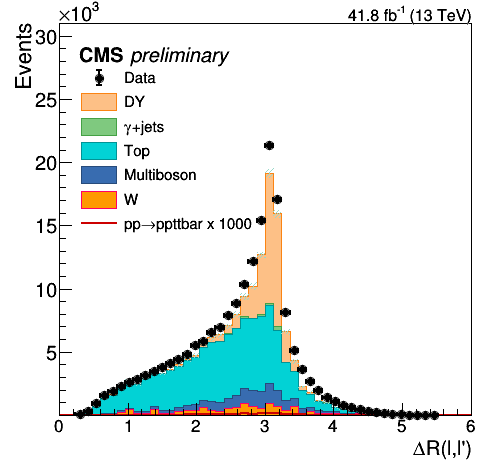 ×10³
41.8 fb⁻¹ (13 TeV)
Events
30
25
20
15
10
5
0
CMS preliminary
Data
DY
γ+jets
Top
Multiboson
W
pp→ppttbar x 1000
0 1 2 3 4 5 6
ΔR(l,l')